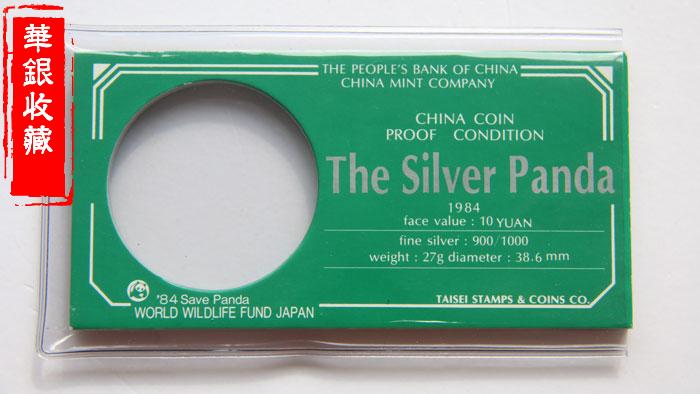 華銀收藏
THE PEOPLE'S BANK OF CHINA
CHINA MINT COMPANY
CHINA COIN
PROOF CONDITION
The Silver Panda
1984
face value : 10 YUAN
fine silver : 900/1000
weight : 27g diameter : 38.6 mm
'84 Save Panda
WORLD WILDLIFE FUND JAPAN
TAISEI STAMPS & COINS CO.